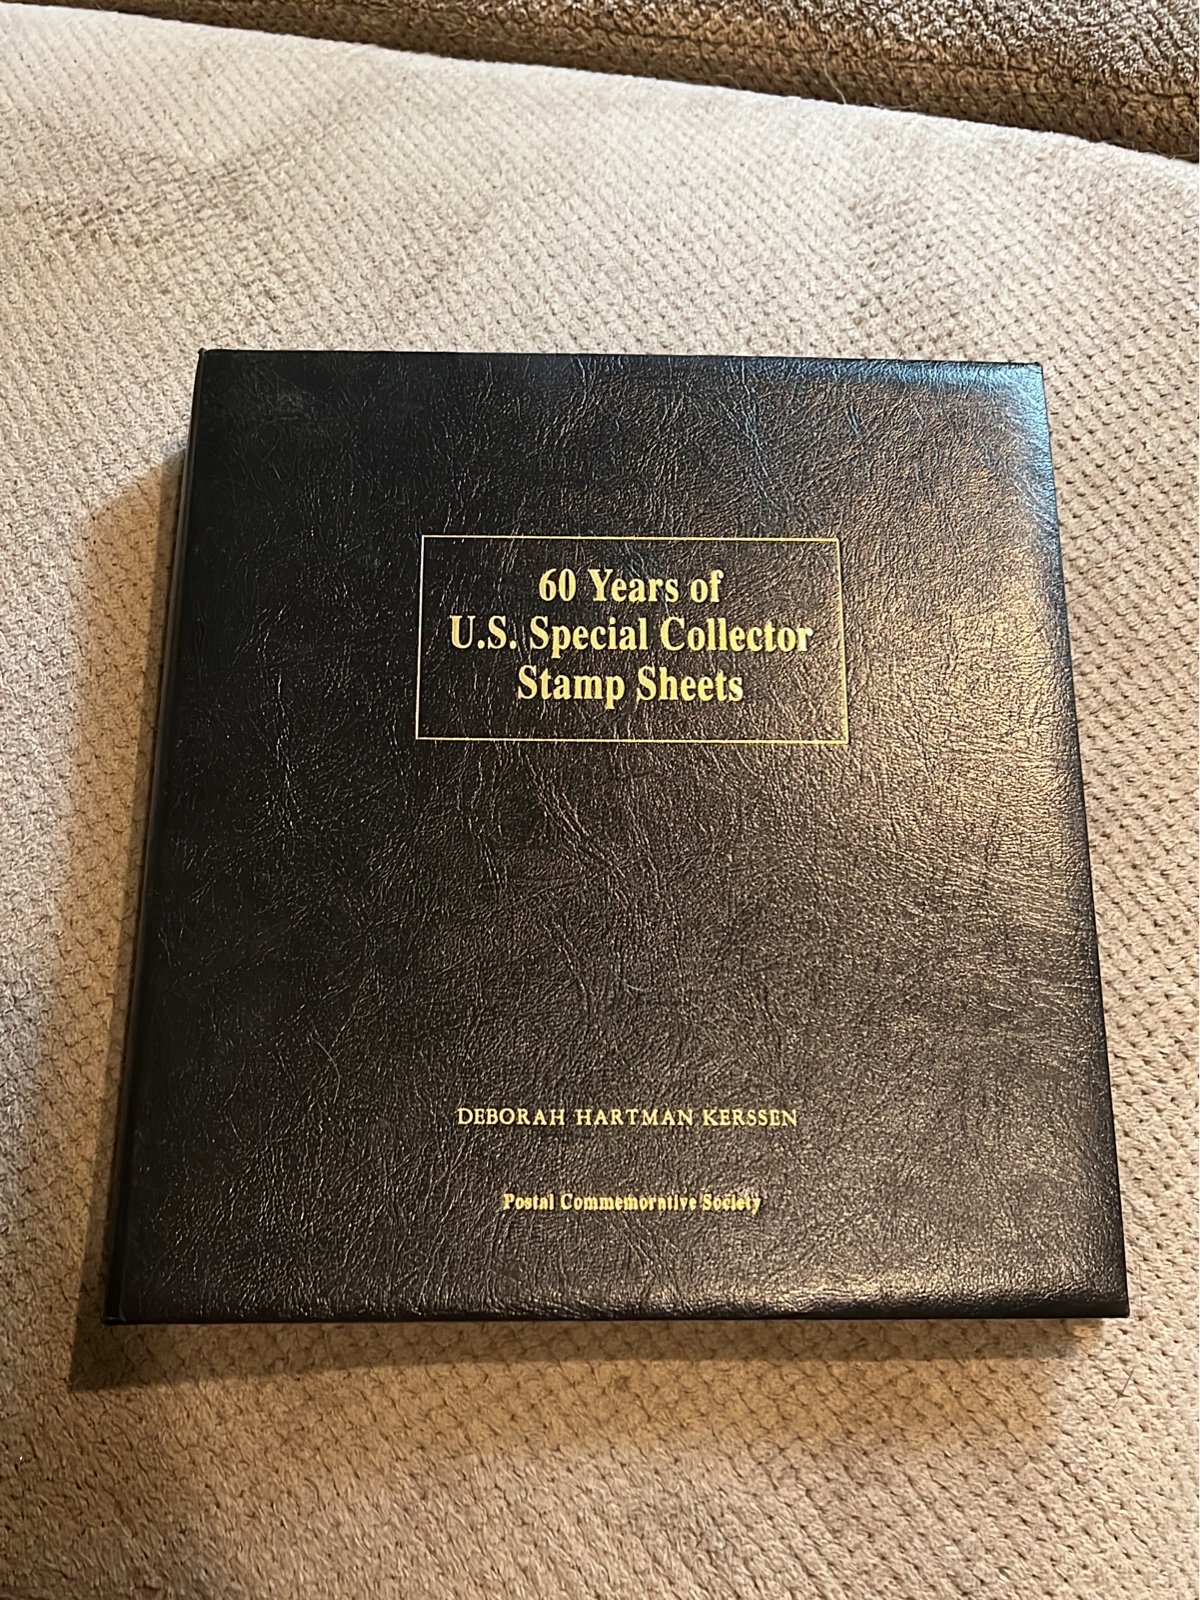 60 Years of
U.S. Special Collector
Stamp Sheets
DEBORAH HARTMAN KERSSEN
Postal Commemorative Society